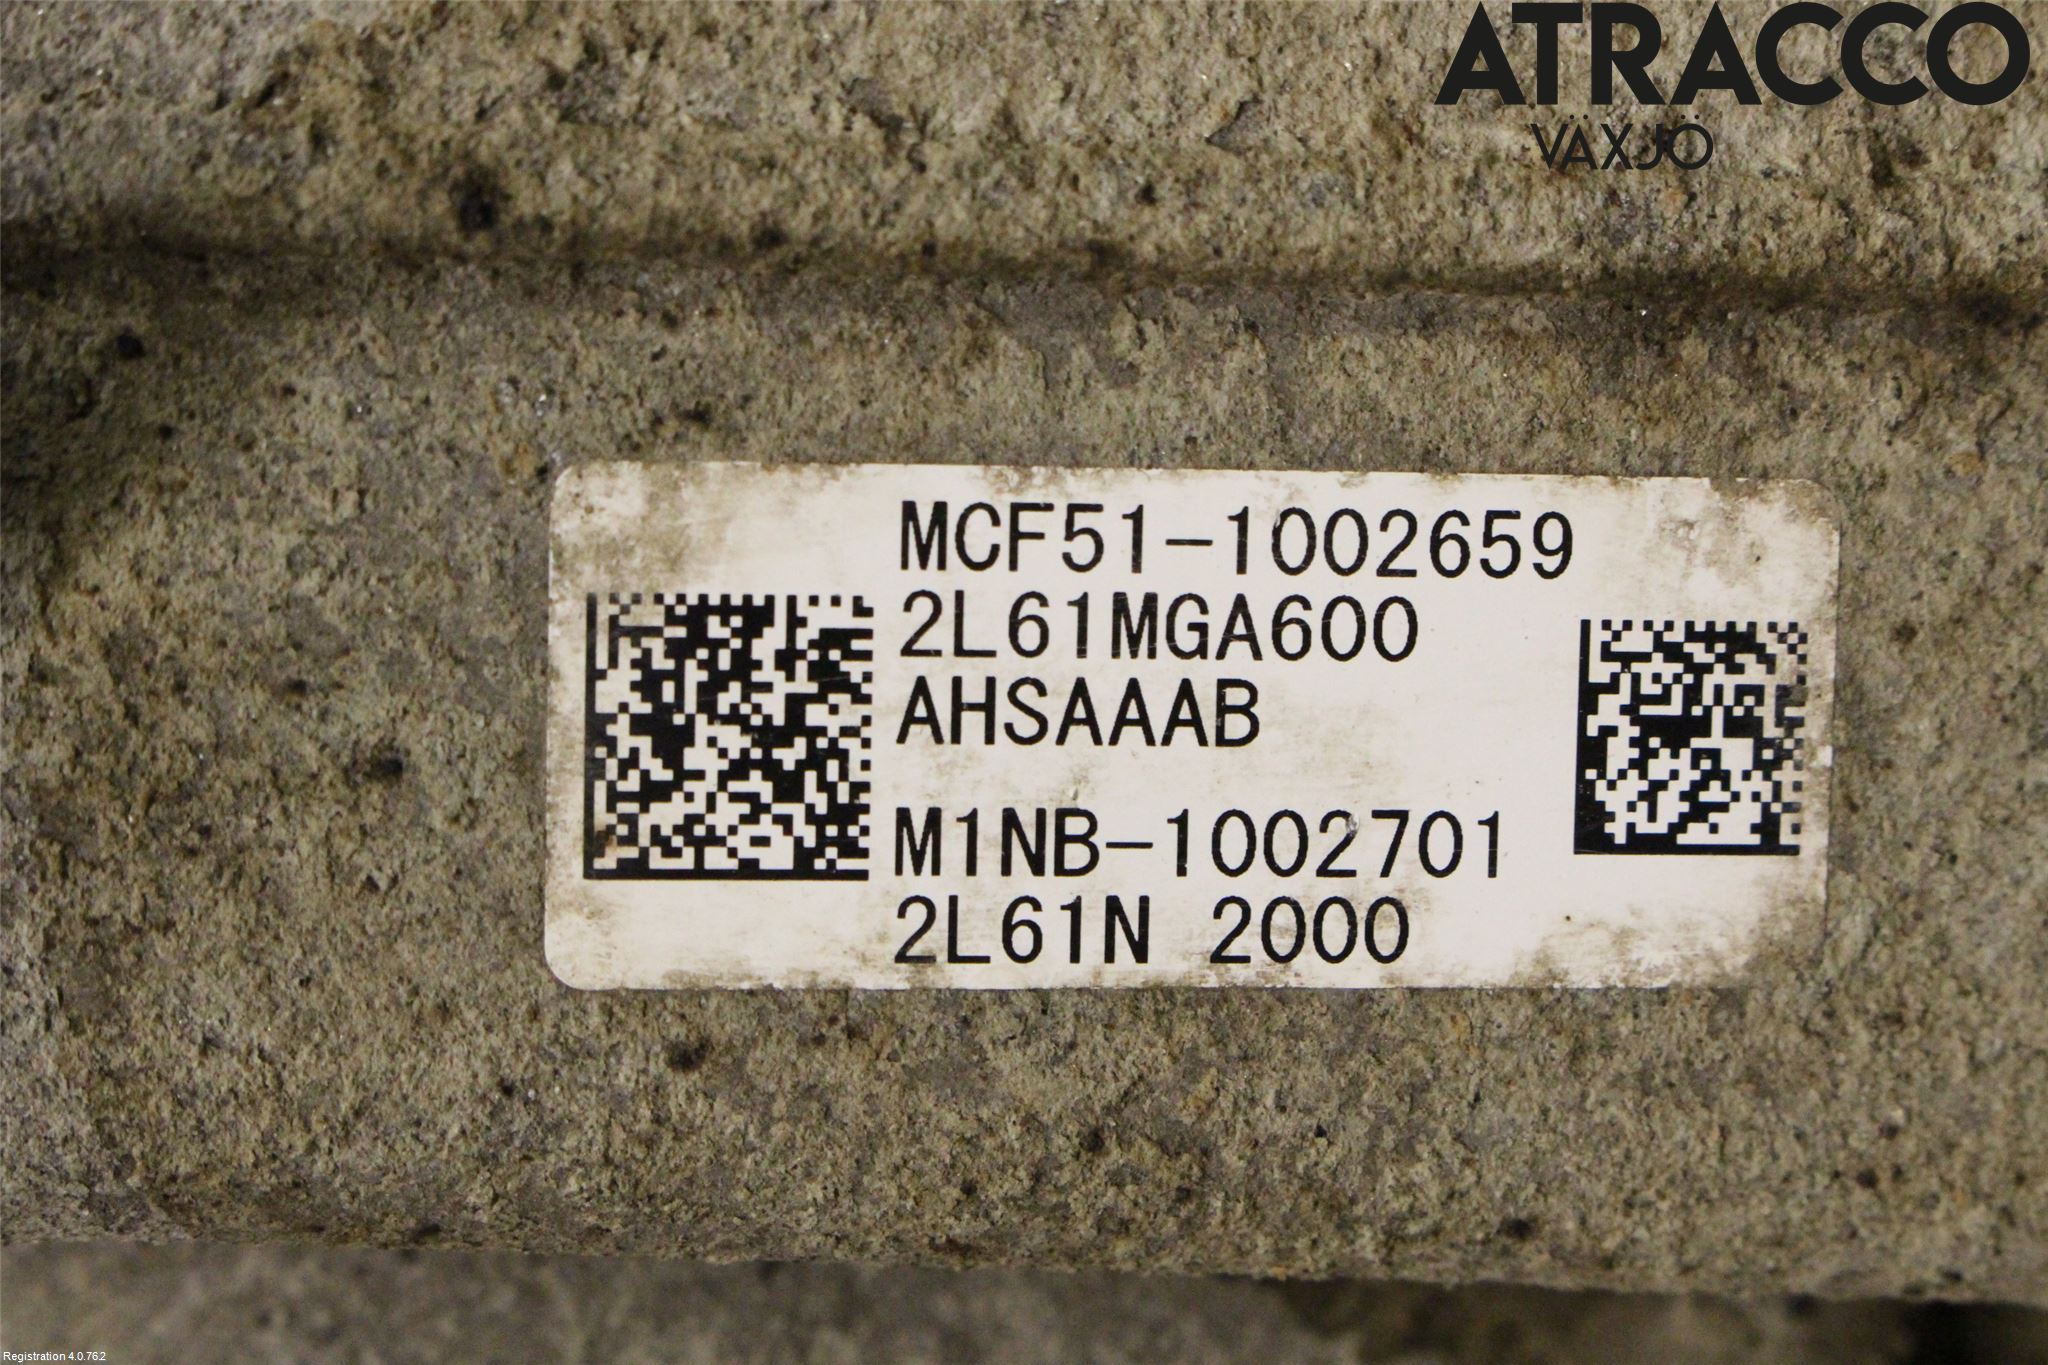 ATRACCO
VÄXJÖ
MCF51-1002659
2L61MGA600
AHSAAAB
M1NB-1002701
2L61N 2000
Registration 4.0.762